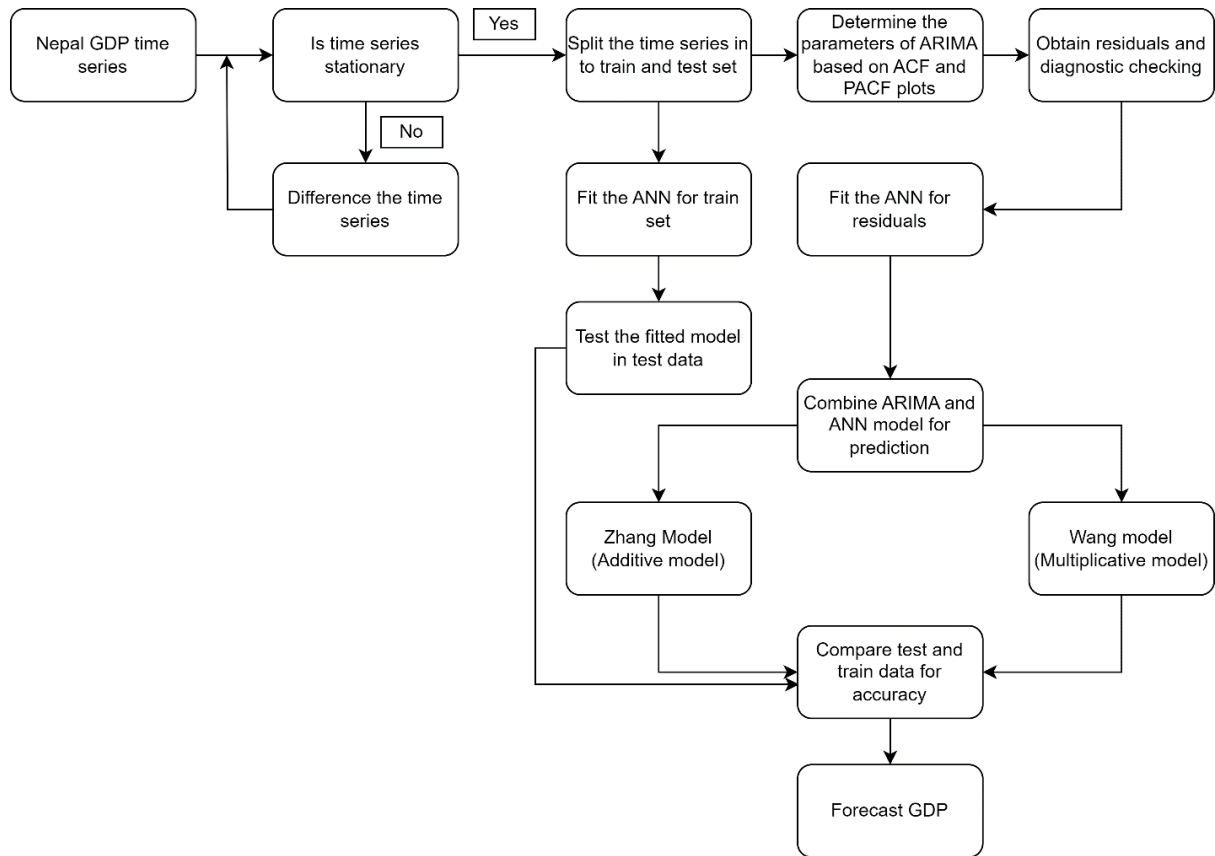 Nepal GDP time
series
Is time series
stationary
Yes
Split the time series in
to train and test set
Determine the
parameters of ARIMA
based on ACF and
PACF plots
Obtain residuals and
diagnostic checking
No
Difference the time
series
Fit the ANN for train
set
Fit the ANN for
residuals
Test the fitted model
in test data
Combine ARIMA and
ANN model for
prediction
Zhang Model
(Additive model)
Wang model
(Multiplicative model)
Compare test and
train data for
accuracy
Forecast GDP